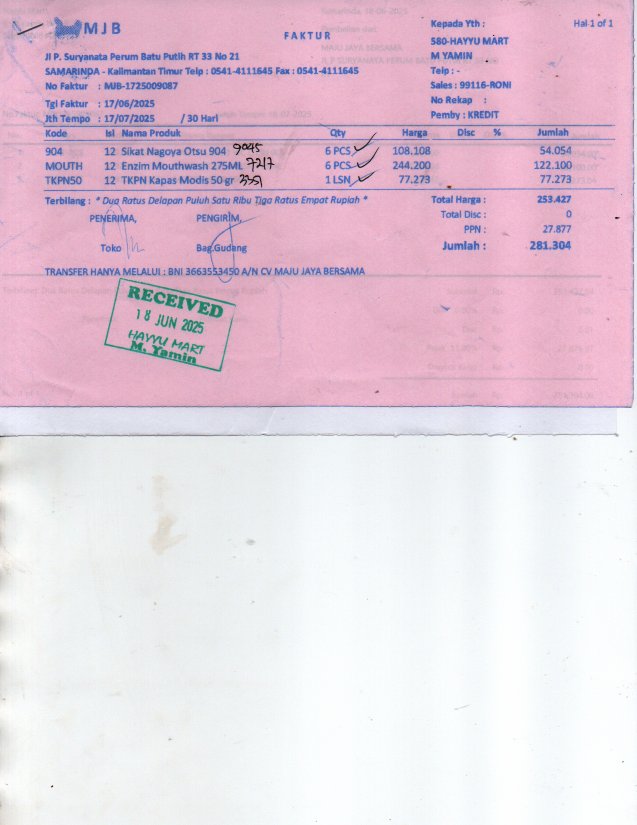 MJB
FAKTUR
Hal 1 of 1
Jl P. Suryanata Perum Batu Putih RT 33 No 21
SAMARINDA - Kalimantan Timur Telp : 0541-4111645 Fax : 0541-4111645
No Faktur : MJB-1725009087
Tgl Faktur : 17/06/2025
Jth Tempo : 17/07/2025 / 30 Hari
Kepada Yth :
580-HAYYU MART
M YAMIN
Telp : -
Sales : 99116-RONI
No Rekap :
Pemby : KREDIT
Kode Isi Nama Produk Qty Harga Disc % Jumlah
904 12 Sikat Nagoya Otsu 904 9045 6 PCS 108.108 54.054
MOUTH 12 Enzim Mouthwash 275ML 7217 6 PCS 244.200 122.100
TKPN50 12 TKPN Kapas Modis 50 gr 3351 1 LSN 77.273 77.273
Terbilang : * Dua Ratus Delapan Puluh Satu Ribu Tiga Ratus Empat Rupiah *
Total Harga : 253.427
Total Disc : 0
PPN : 27.877
Jumlah : 281.304
PENERIMA, PENGIRIM,
Toko Bag.Gudang
TRANSFER HANYA MELALUI : BNI 3663553450 A/N CV MAJU JAYA BERSAMA
RECEIVED
18 JUN 2025
HAYYU MART
M. Yamin